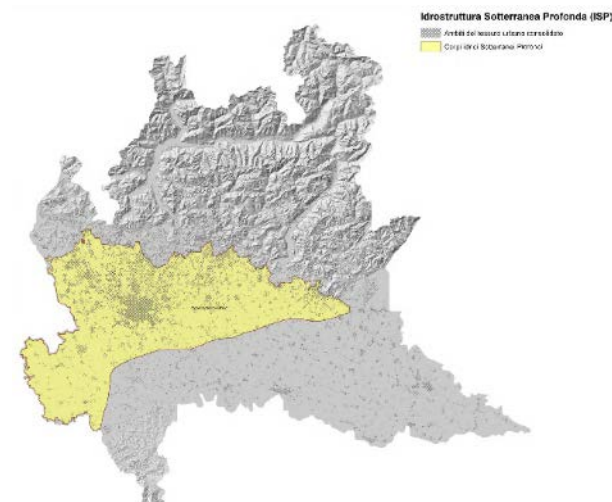 Idrostruttura Sotterranea Profonda (ISP)
Ambiti del tessuto urbano consolidato
Corpi idrici Sotterranei Profondi